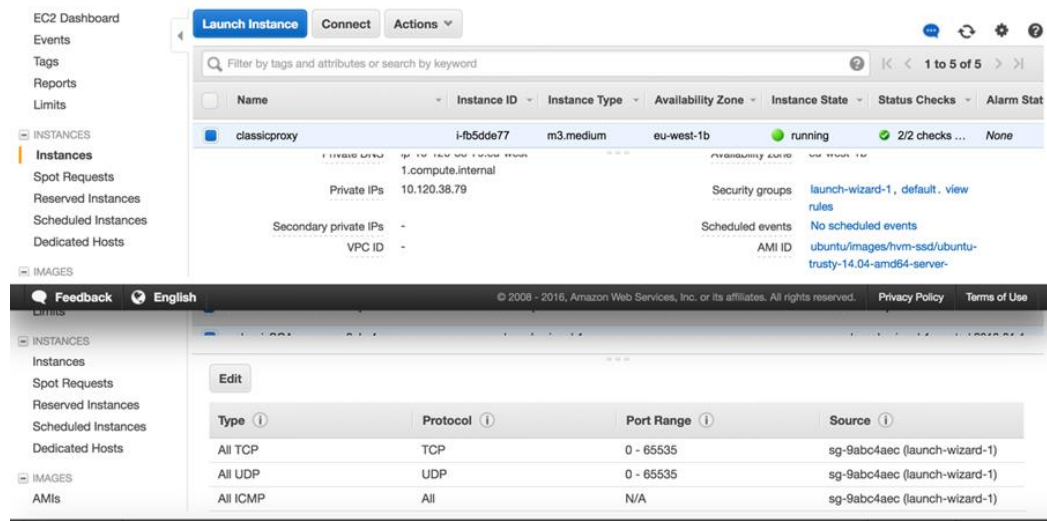 EC2 Dashboard
Events
Tags
Reports
Limits
INSTANCES
Instances
Spot Requests
Reserved Instances
Scheduled Instances
Dedicated Hosts
IMAGES
Launch Instance Connect Actions
Filter by tags and attributes or search by keyword 1 to 5 of 5
Name Instance ID Instance Type Availability Zone Instance State Status Checks Alarm Stat
classicproxy i-fb5dde77 m3.medium eu-west-1b running 2/2 checks ... None
Private DNS
1.compute.internal
Availability zone eu-west-1b
Private IPs 10.120.38.79
Security groups launch-wizard-1, default. view
rules
Secondary private IPs -
Scheduled events No scheduled events
VPC ID -
AMI ID ubuntu/images/hvm-ssd/ubuntu-
trusty-14.04-amd64-server-
Feedback English © 2008 - 2016, Amazon Web Services, Inc. or its affiliates. All rights reserved. Privacy Policy Terms of Use
Limits
INSTANCES
Instances
Spot Requests
Reserved Instances
Scheduled Instances
Dedicated Hosts
IMAGES
AMIs
Edit
Type Protocol Port Range Source
All TCP TCP 0 - 65535 sg-9abc4aec (launch-wizard-1)
All UDP UDP 0 - 65535 sg-9abc4aec (launch-wizard-1)
All ICMP All N/A sg-9abc4aec (launch-wizard-1)